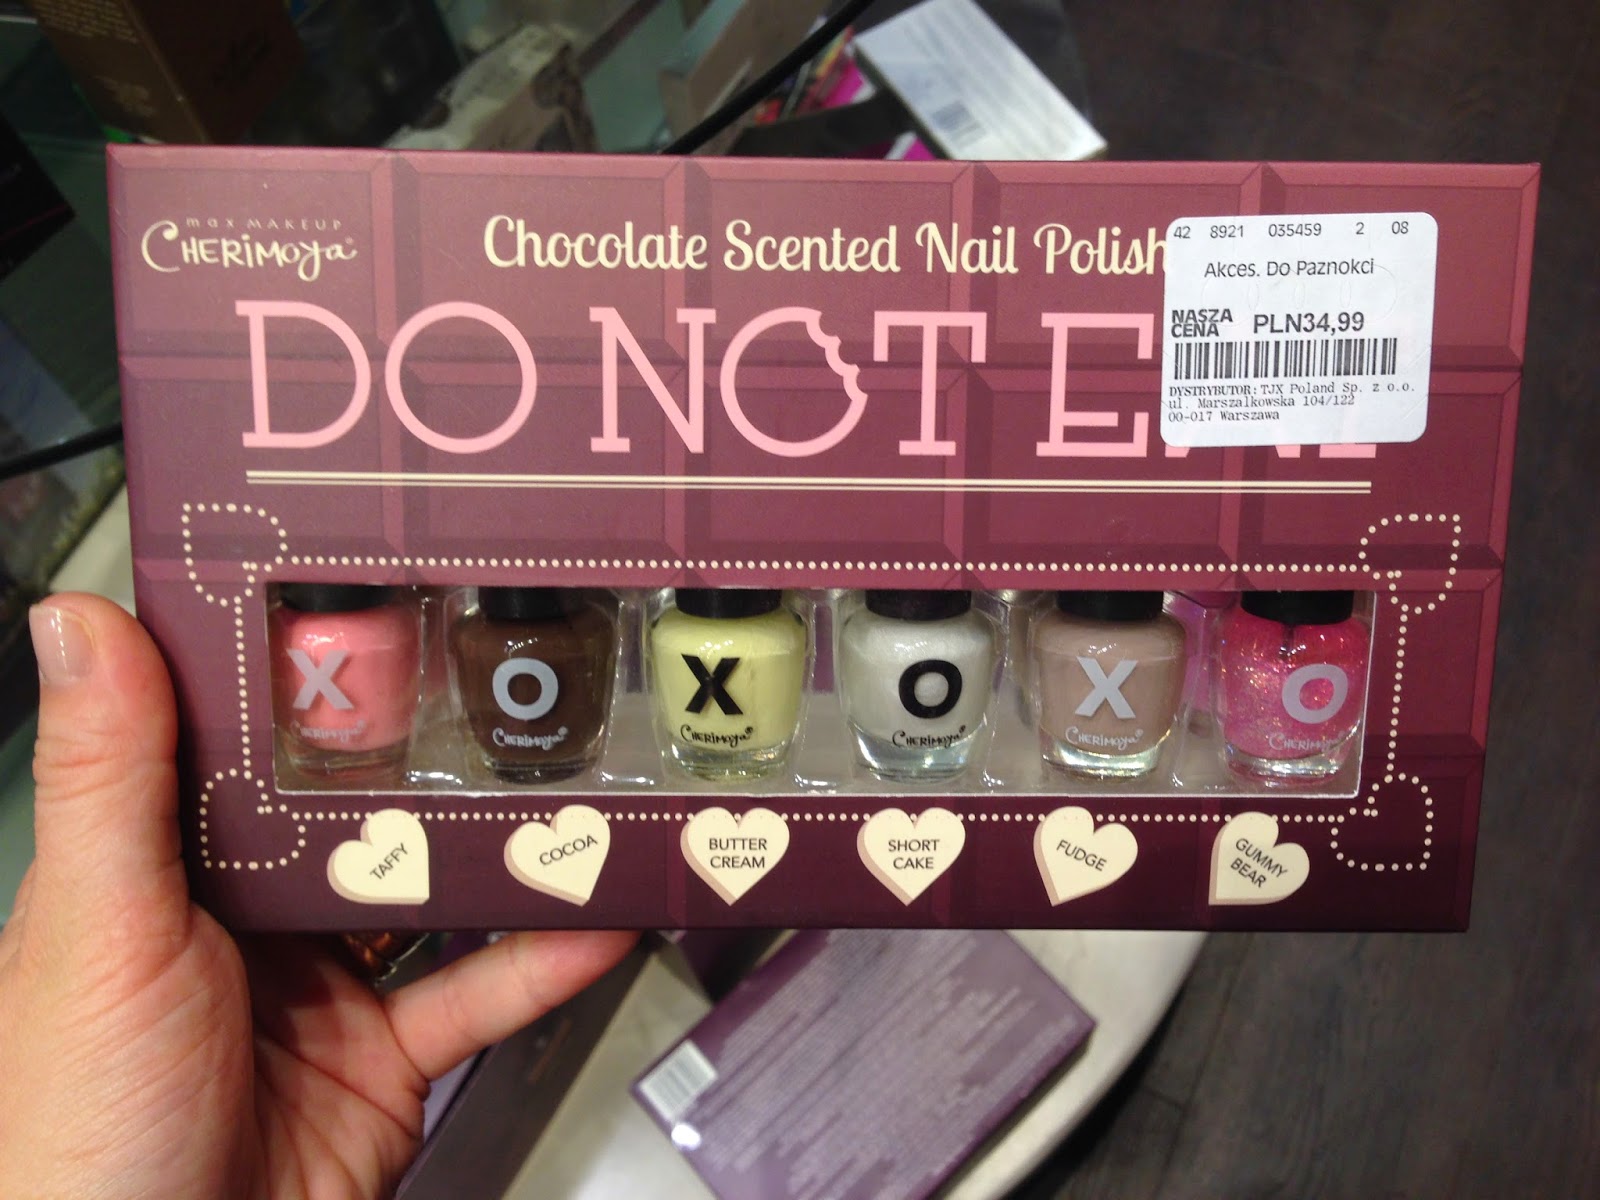 max MAKEUP
CHERIMOYA®
Chocolate Scented Nail Polish
DO NOT EAT
42 8921 035459 2 08
Akces. Do Paznokci
NASZA
CENA PLN34,99
DYSTRYBUTOR: TJX Poland Sp. z o.o.
ul. Marszalkowska 104/122
00-017 Warszawa
X O X O X O
CHERIMOYA® CHERIMOYA® CHERIMOYA® CHERIMOYA® CHERIMOYA® CHERIMOYA®
TAFFY
COCOA
BUTTER
CREAM
SHORT
CAKE
FUDGE
GUMMY
BEAR